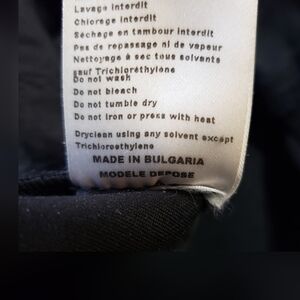 Lavage interdit
Chlorage interdit
Séchage en tambour interdit
Pas de repassage ni de vapeur
Nettoyage à sec tous solvants
sauf Trichloréthylène
Do not wash
Do not bleach
Do not tumble dry
Do not iron or press with heat
Dryclean using any solvent except
Trichloroethylene
MADE IN BULGARIA
MODELE DEPOSE